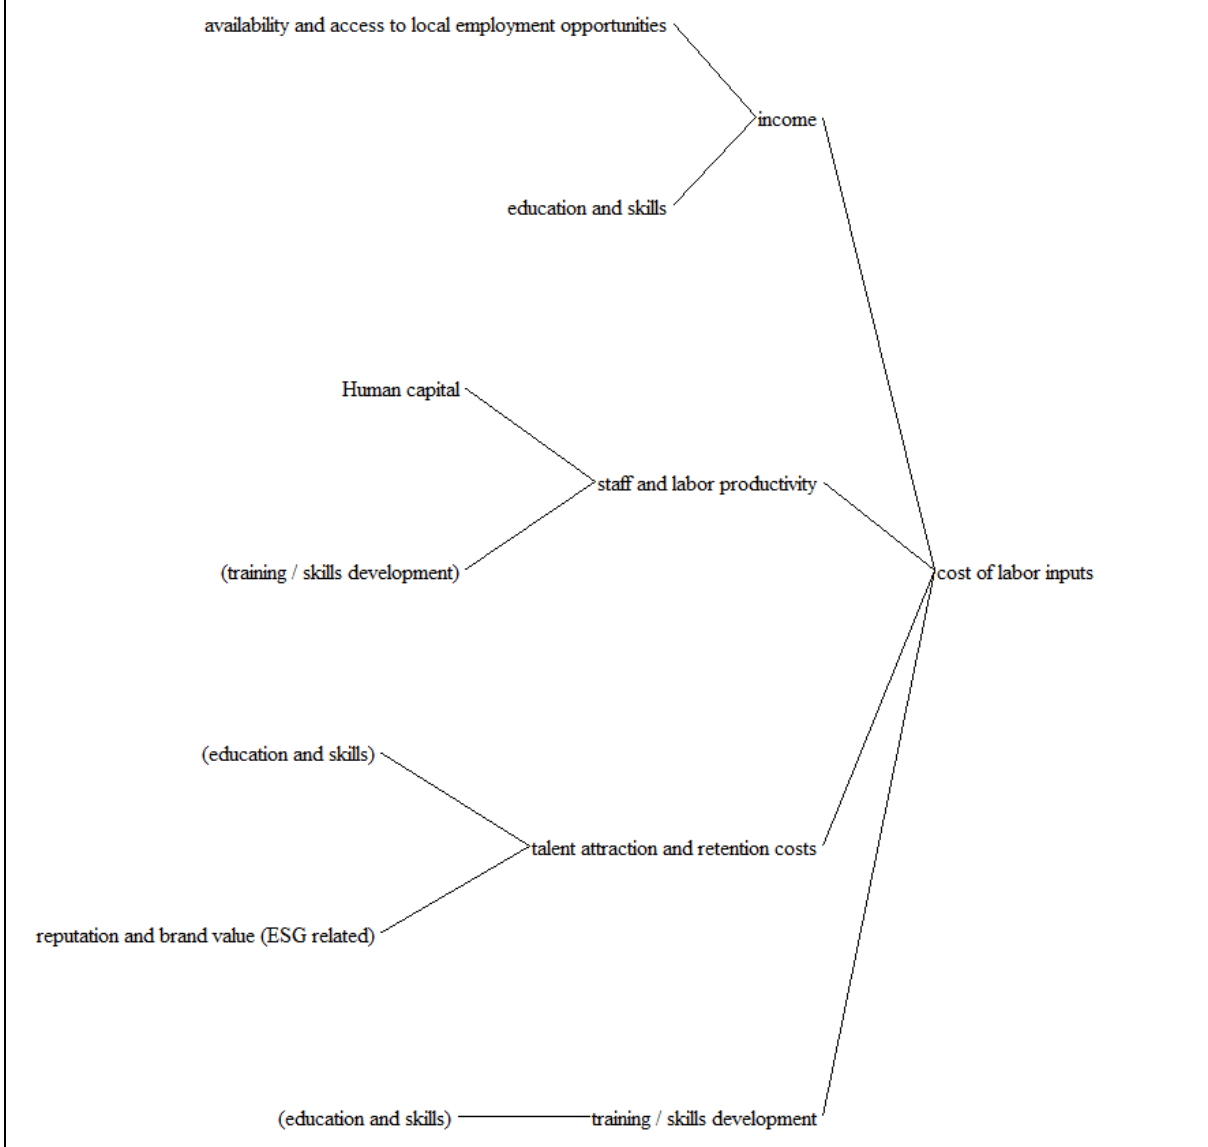 availability and access to local employment opportunities
income
education and skills
Human capital
staff and labor productivity
(training / skills development)
cost of labor inputs
(education and skills)
talent attraction and retention costs
reputation and brand value (ESG related)
(education and skills)
training / skills development